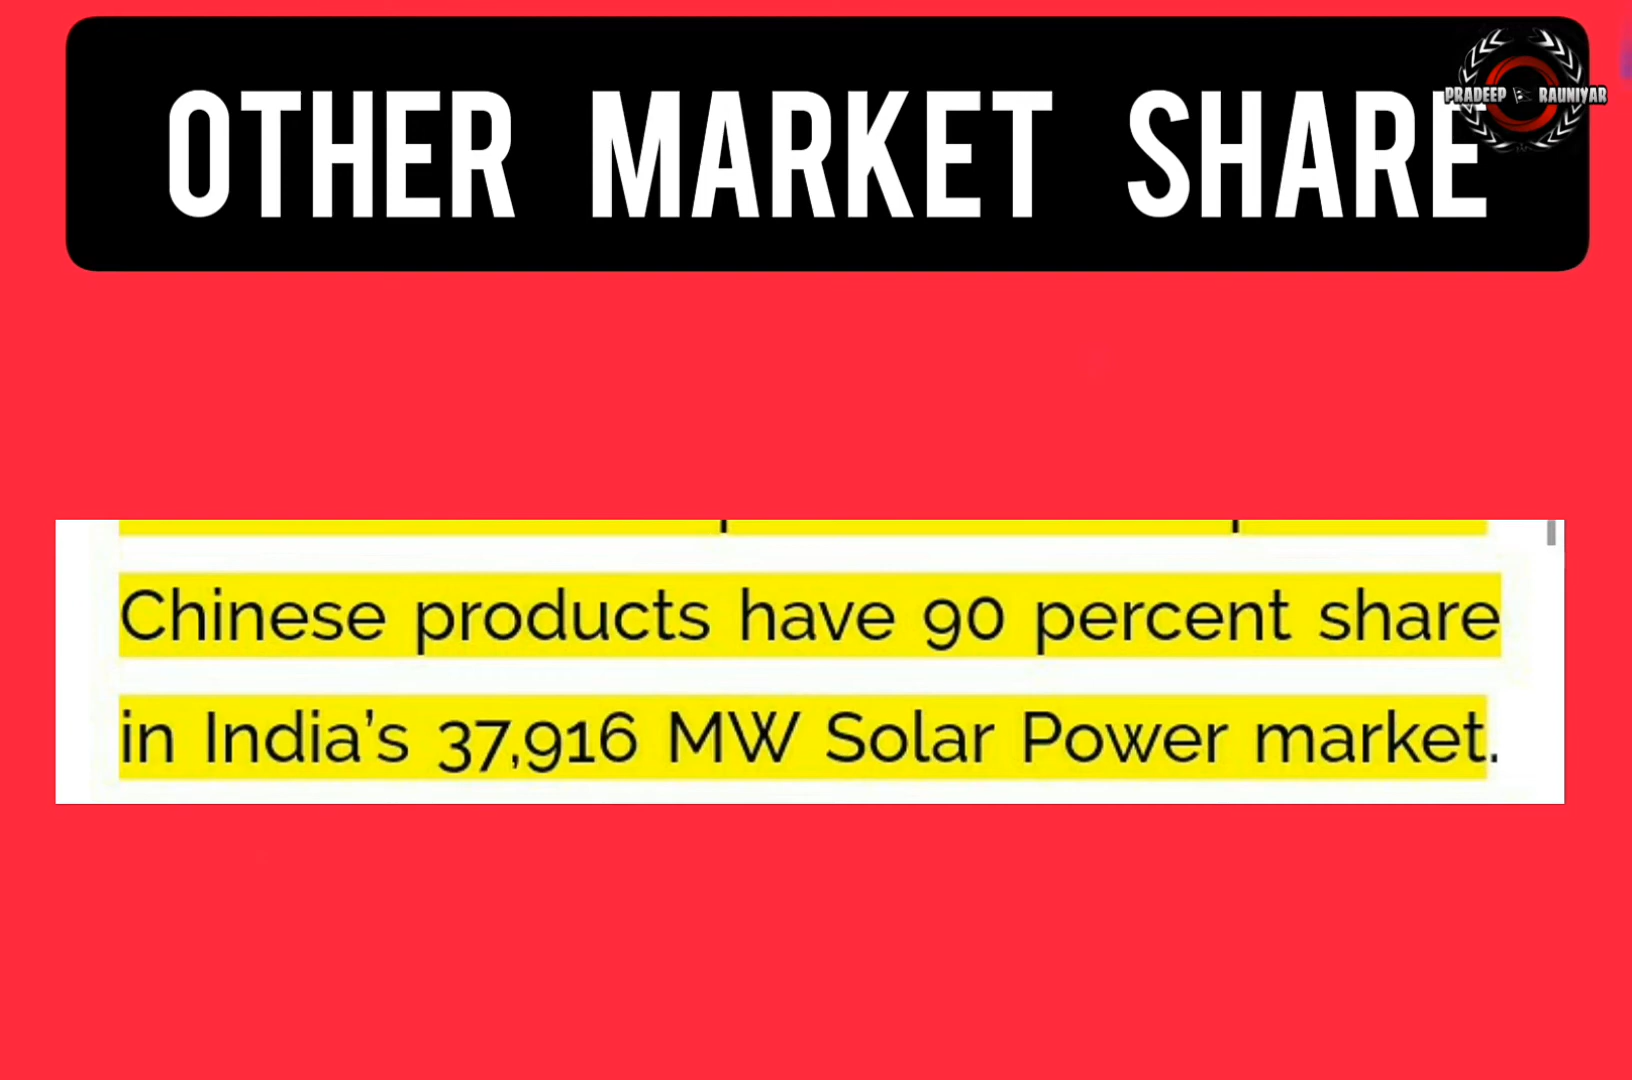 OTHER MARKET SHARE
PRADEEP RAUNIYAR
Chinese products have 90 percent share
in India's 37,916 MW Solar Power market.